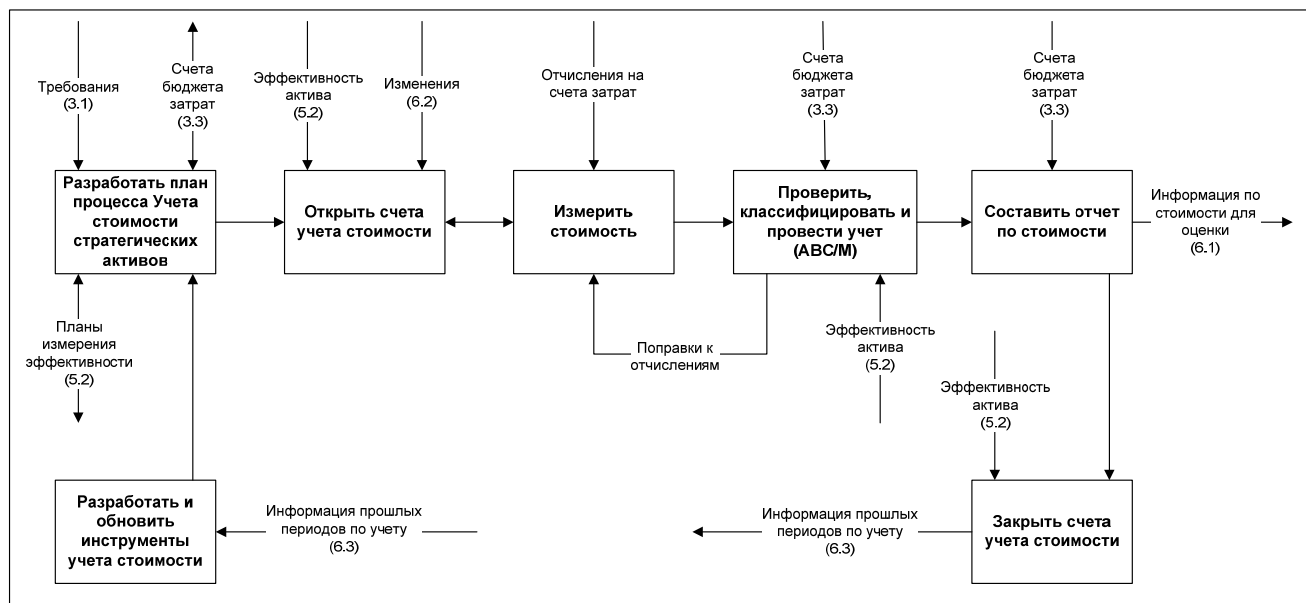 Требования
(3.1)
Счета
бюджета
затрат
(3.3)
Эффективность
актива
(5.2)
Изменения
(6.2)
Отчисления на
счета затрат
Счета
бюджета
затрат
(3.3)
Счета
бюджета
затрат
(3.3)
Разработать план
процесса Учета
стоимости
стратегических
активов
Открыть счета
учета стоимости
Измерить
стоимость
Проверить,
классифицировать и
провести учет
(ABC/M)
Составить отчет
по стоимости
Информация по
стоимости для
оценки
(6.1)
Планы
измерения
эффективности
(5.2)
Поправки к
отчислениям
Эффективность
актива
(5.2)
Эффективность
актива
(5.2)
Разработать и
обновить
инструменты
учета стоимости
Информация прошлых
периодов по учету
(6.3)
Информация прошлых
периодов по учету
(6.3)
Закрыть счета
учета стоимости